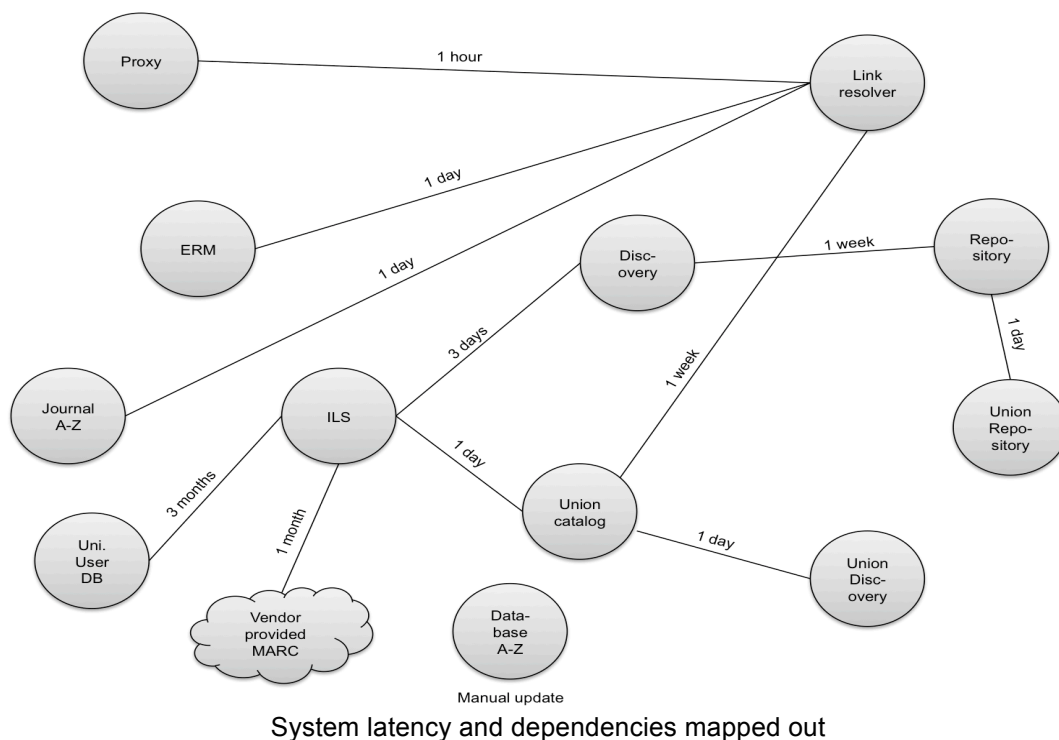 1 hour
Proxy
Link
resolver
1 day
ERM
1 day
Disc-
overy
1 week
Repo-
sitory
3 days
1 day
1 week
Journal
A-Z
ILS
Union
Repo-
sitory
1 day
3 months
Union
catalog
1 month
1 day
Uni.
User
DB
Union
Disc-
overy
Vendor
provided
MARC
Data-
base
A-Z
Manual update
System latency and dependencies mapped out